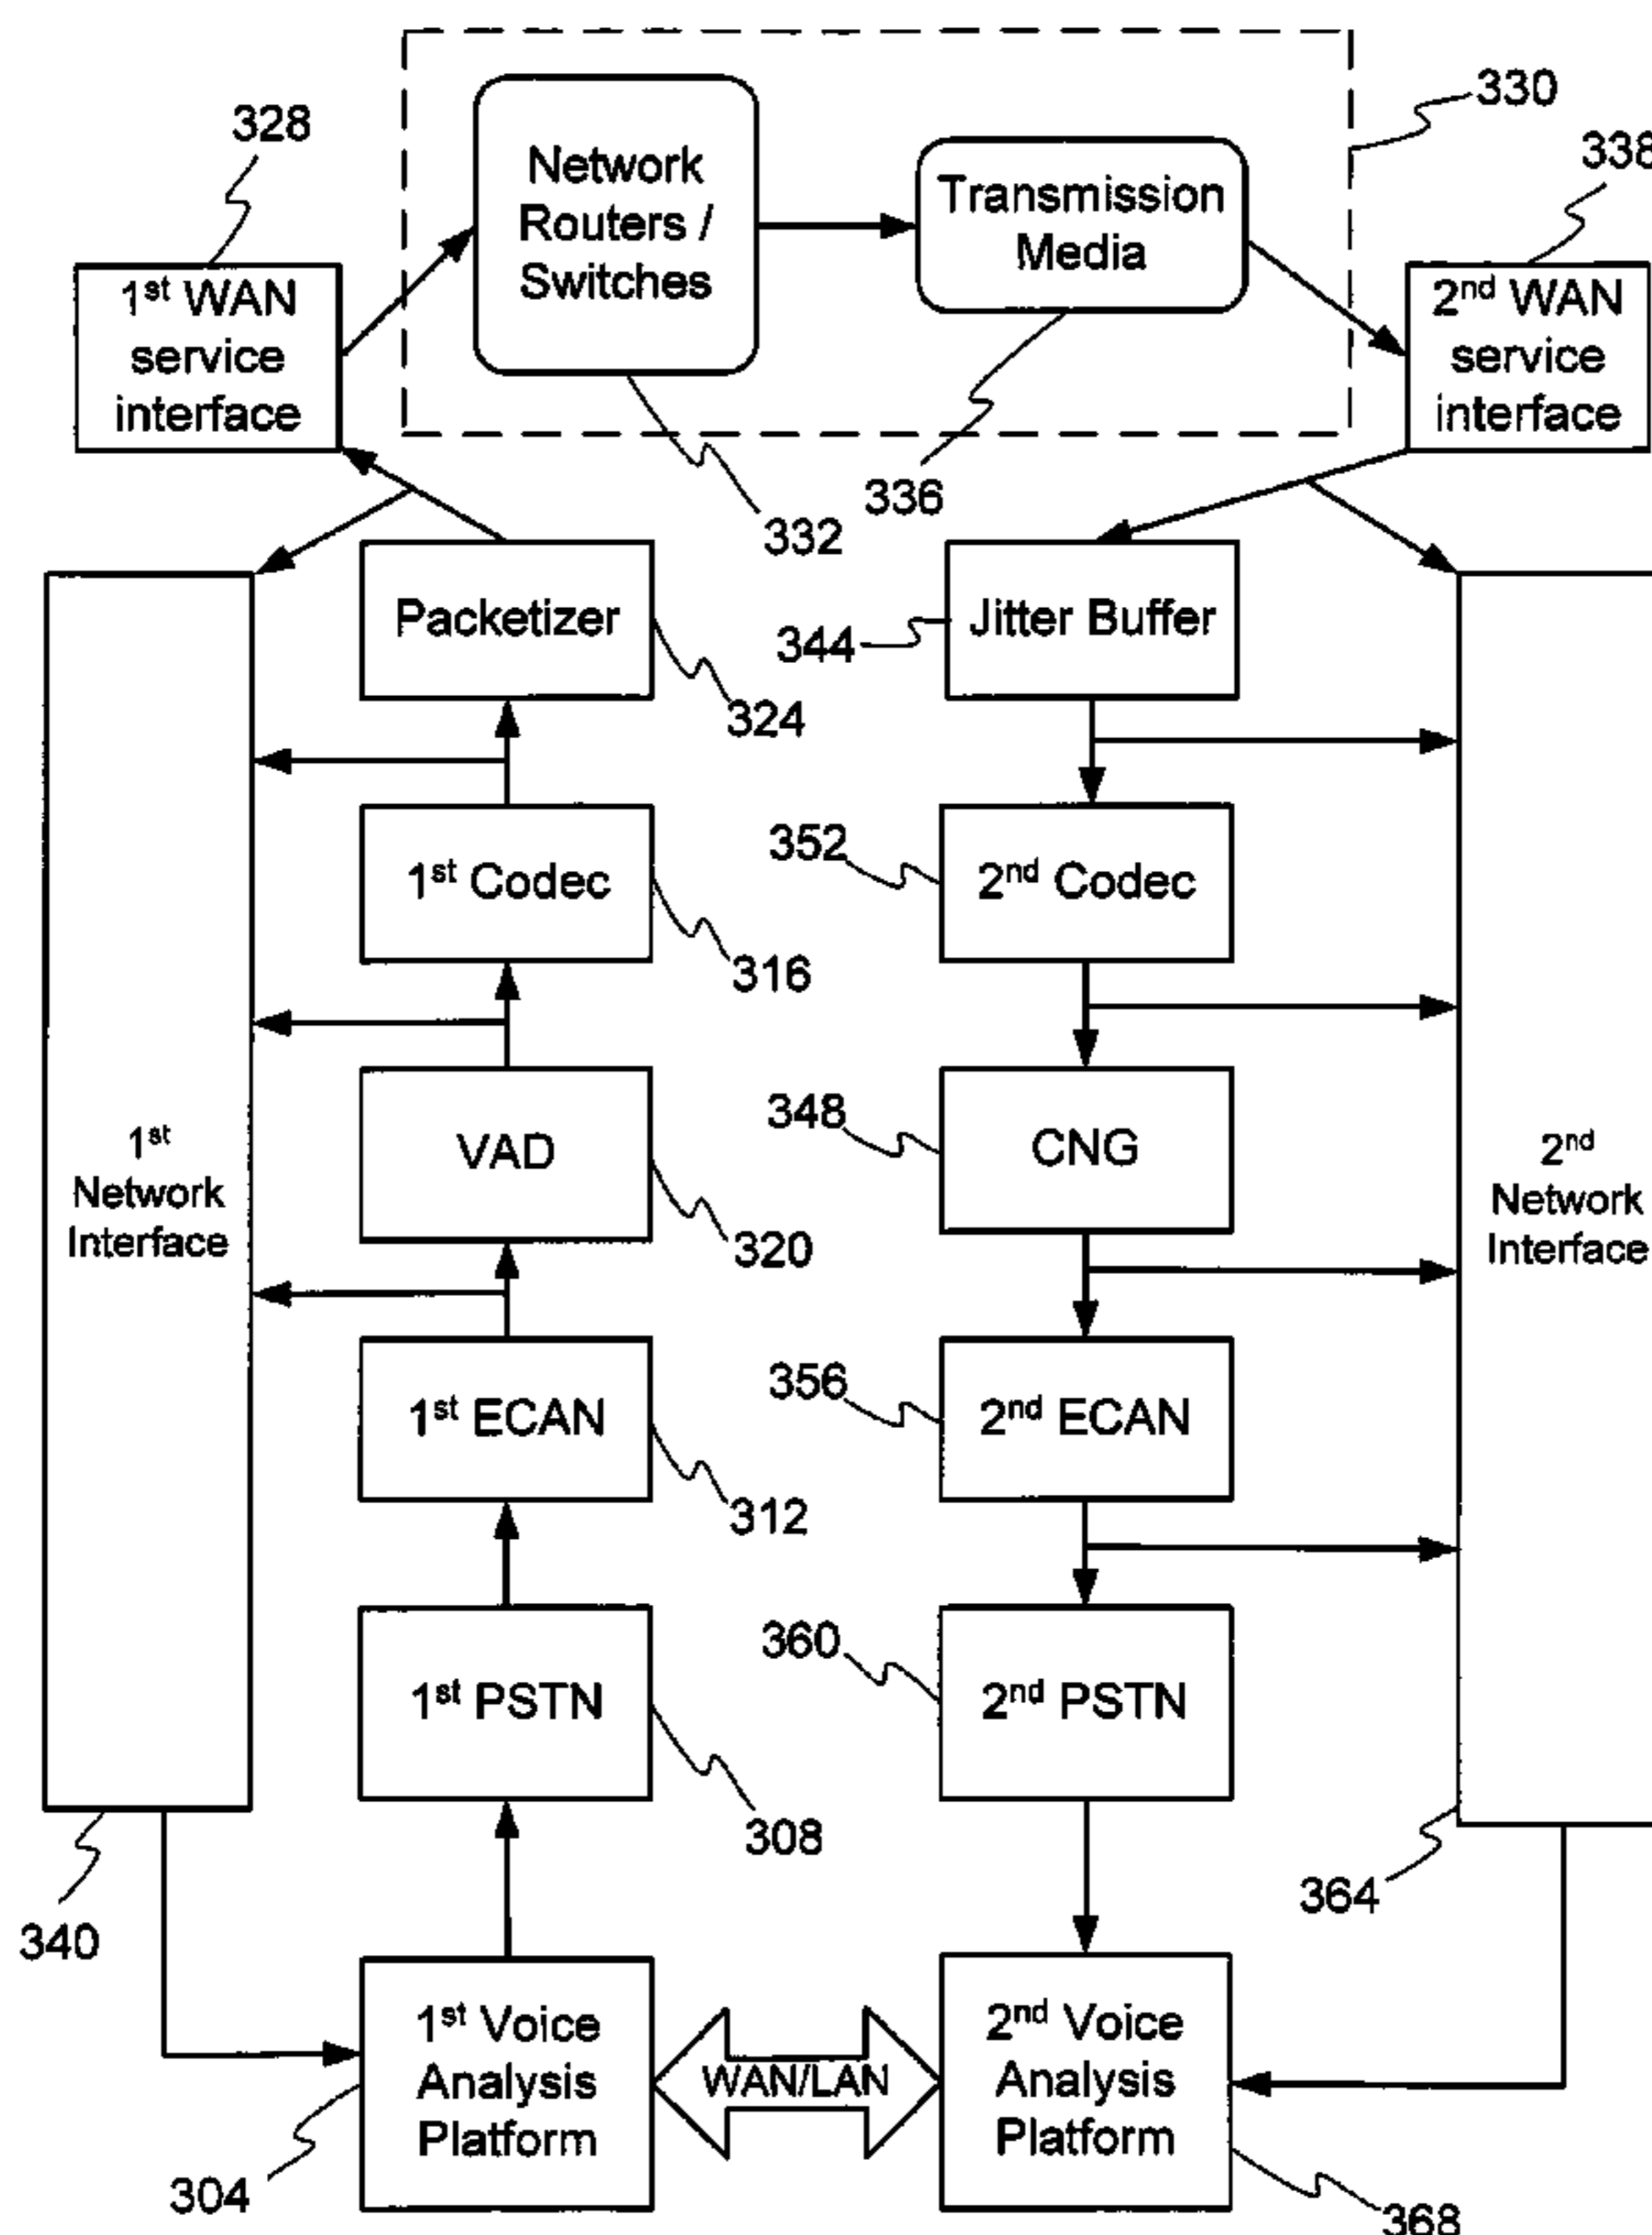 328
330
338
Network
Routers /
Switches
Transmission
Media
1st WAN
service
interface
2nd WAN
service
interface
336
332
Packetizer
344
Jitter Buffer
324
1st Codec
352
2nd Codec
316
1st
Network
Interface
VAD
348
CNG
2nd
Network
Interface
320
1st ECAN
356
2nd ECAN
312
1st PSTN
360
2nd PSTN
308
364
340
1st Voice
Analysis
Platform
WAN/LAN
2nd Voice
Analysis
Platform
304
368